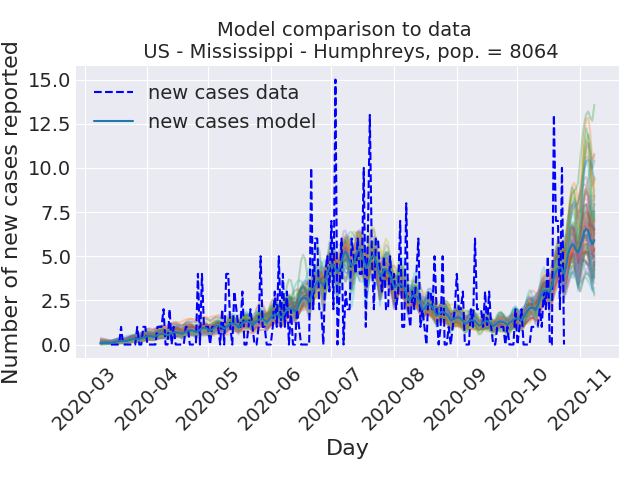 Model comparison to data
US - Mississippi - Humphreys, pop. = 8064
Number of new cases reported
15.0
12.5
10.0
7.5
5.0
2.5
0.0
new cases data
new cases model
2020-03
2020-04
2020-05
2020-06
2020-07
2020-08
2020-09
2020-10
2020-11
Day